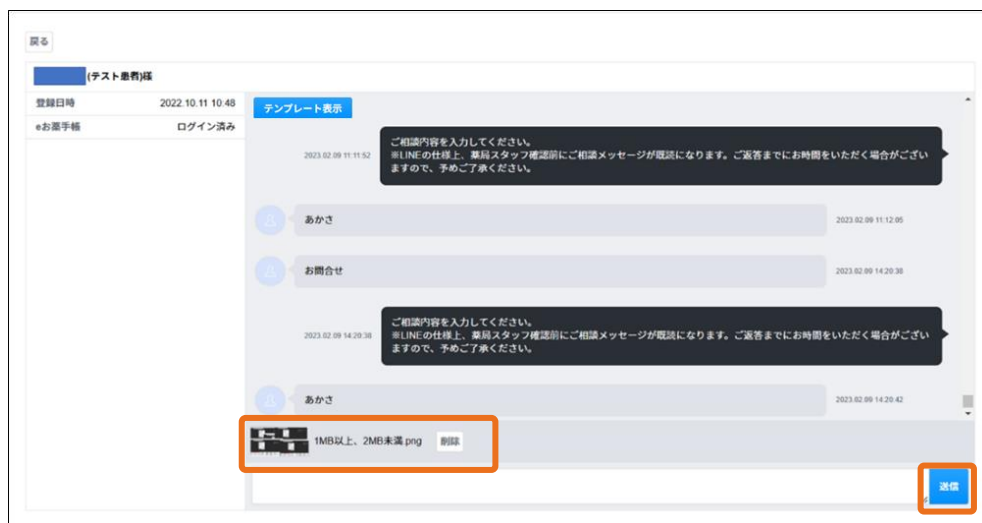 戻る
(テスト患者)様
登録日時 2022.10.11 10:48
eお薬手帳 ログイン済み
テンプレート表示
2023.02.09 11:11:52
ご相談内容を入力してください。
※LINEの仕様上、薬局スタッフ確認前にご相談メッセージが既読になります。ご返答までにお時間をいただく場合がござい
ますので、予めご了承ください。
あかさ 2023.02.09 11:12:05
お問合せ 2023.02.09 14:20:38
2023.02.09 14:20:38
ご相談内容を入力してください。
※LINEの仕様上、薬局スタッフ確認前にご相談メッセージが既読になります。ご返答までにお時間をいただく場合がござい
ますので、予めご了承ください。
あかさ 2023.02.09 14:20:42
1MB以上、2MB未満.png 削除
送信